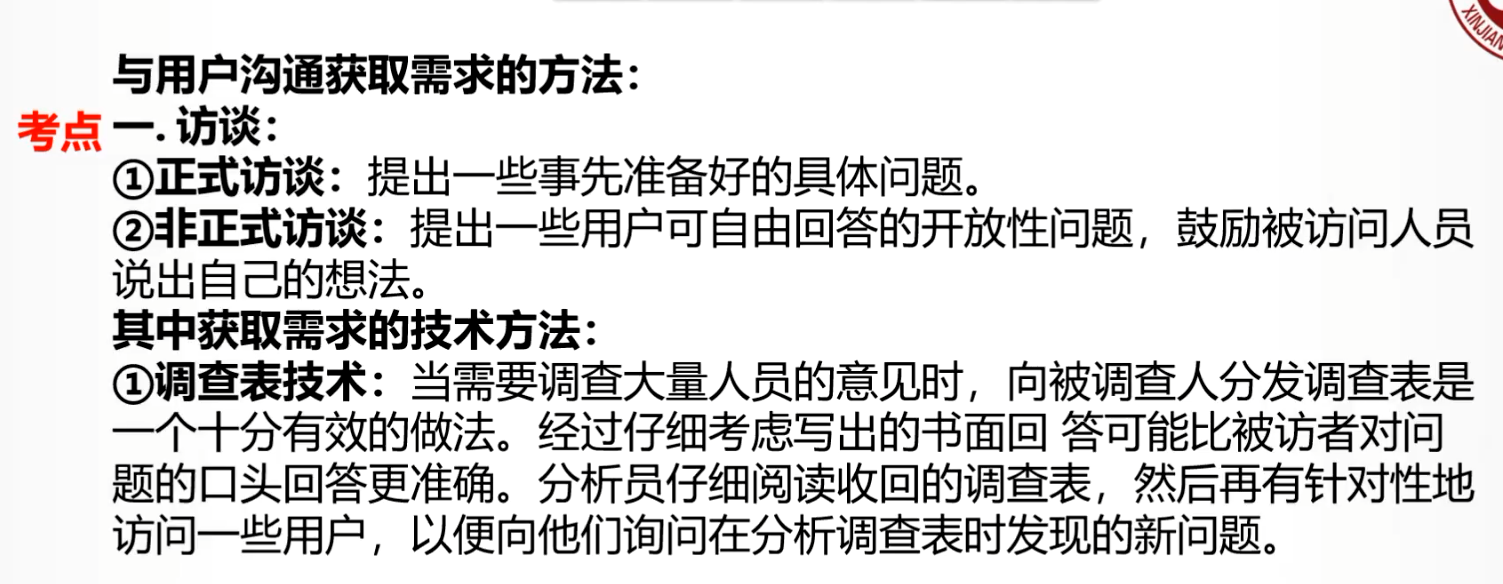 XINJIAN
与用户沟通获取需求的方法：
考点 一. 访谈：
①正式访谈：提出一些事先准备好的具体问题。
②非正式访谈：提出一些用户可自由回答的开放性问题，鼓励被访问人员
说出自己的想法。
其中获取需求的技术方法：
①调查表技术：当需要调查大量人员的意见时，向被调查人分发调查表是
一个十分有效的做法。经过仔细考虑写出的书面回 答可能比被访者对问
题的口头回答更准确。分析员仔细阅读收回的调查表，然后再有针对性地
访问一些用户，以便向他们询问在分析调查表时发现的新问题。